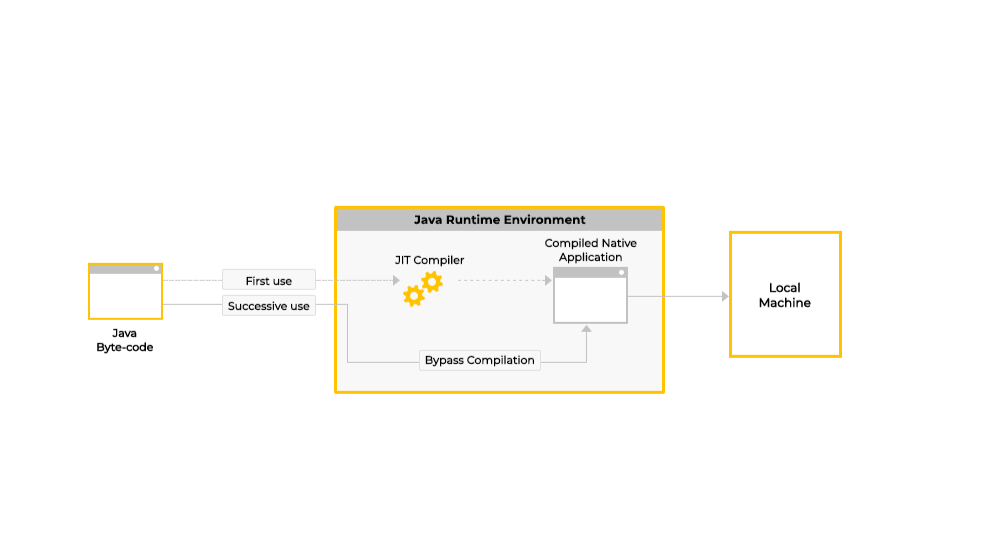 Java Runtime Environment
Compiled Native
Application
JIT Compiler
First use
Successive use
Java
Byte-code
Bypass Compilation
Local
Machine